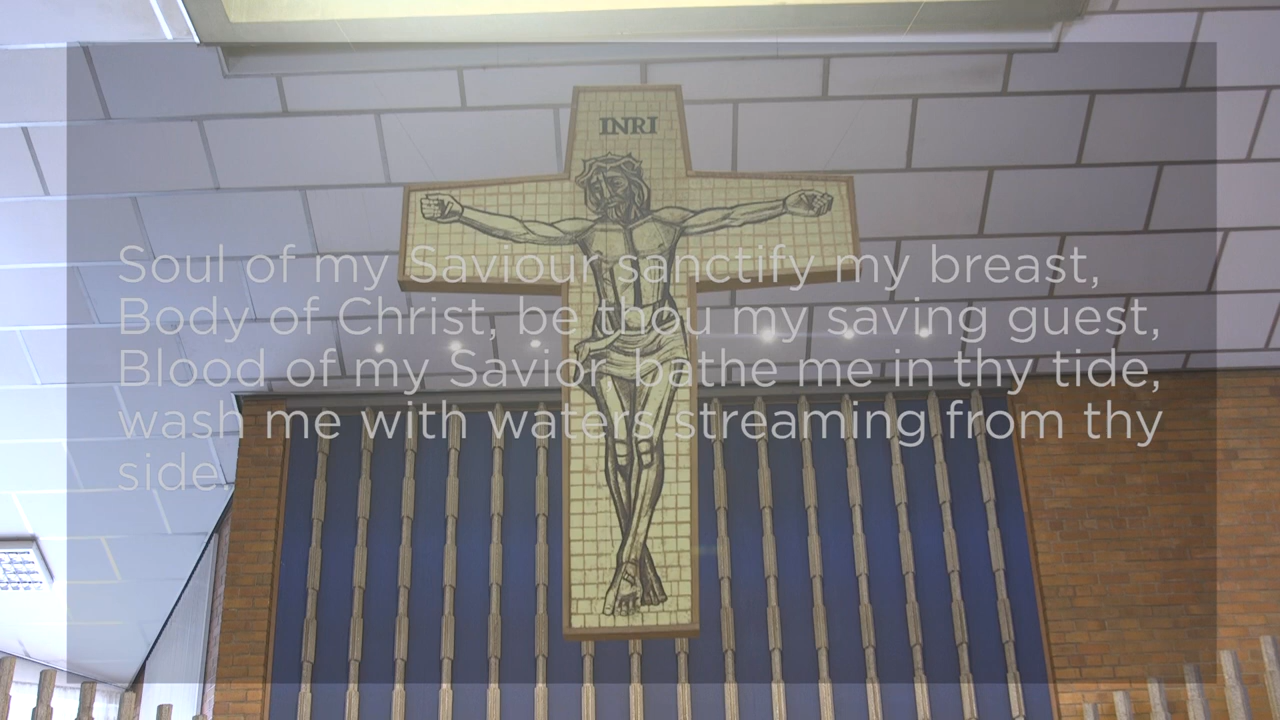 INRI
Soul of my Saviour sanctify my breast,
Body of Christ, be thou my saving guest,
Blood of my Savior, bathe me in thy tide,
wash me with waters streaming from thy
side.